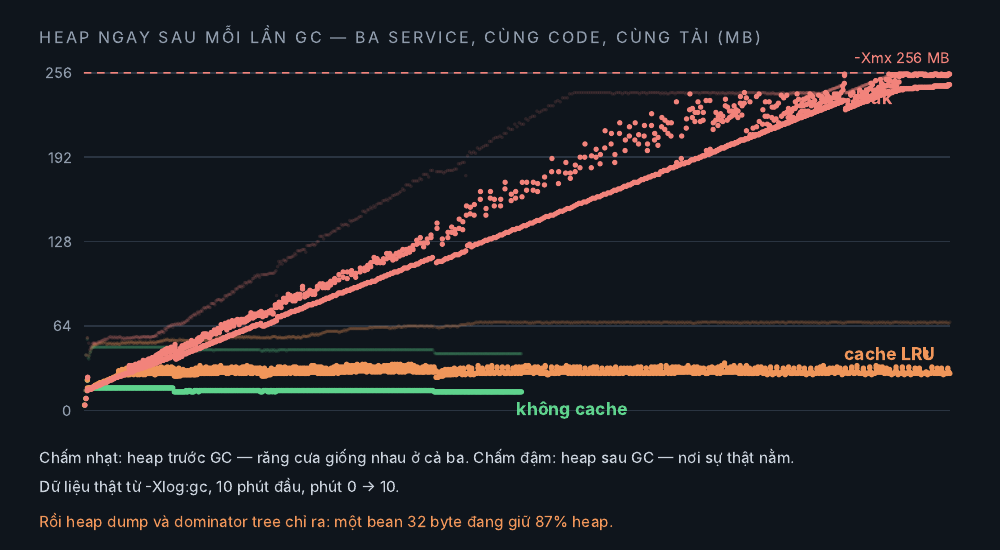 HEAP NGAY SAU MỖI LẦN GC — BA SERVICE, CÙNG CODE, CÙNG TẢI (MB)
-Xmx 256 MB
256
192
128
64
cache LRU
0
không cache
Chấm nhạt: heap trước GC — răng cưa giống nhau ở cả ba. Chấm đậm: heap sau GC — nơi sự thật nằm.
Dữ liệu thật từ -Xlog:gc, 10 phút đầu, phút 0 → 10.
Rồi heap dump và dominator tree chỉ ra: một bean 32 byte đang giữ 87% heap.